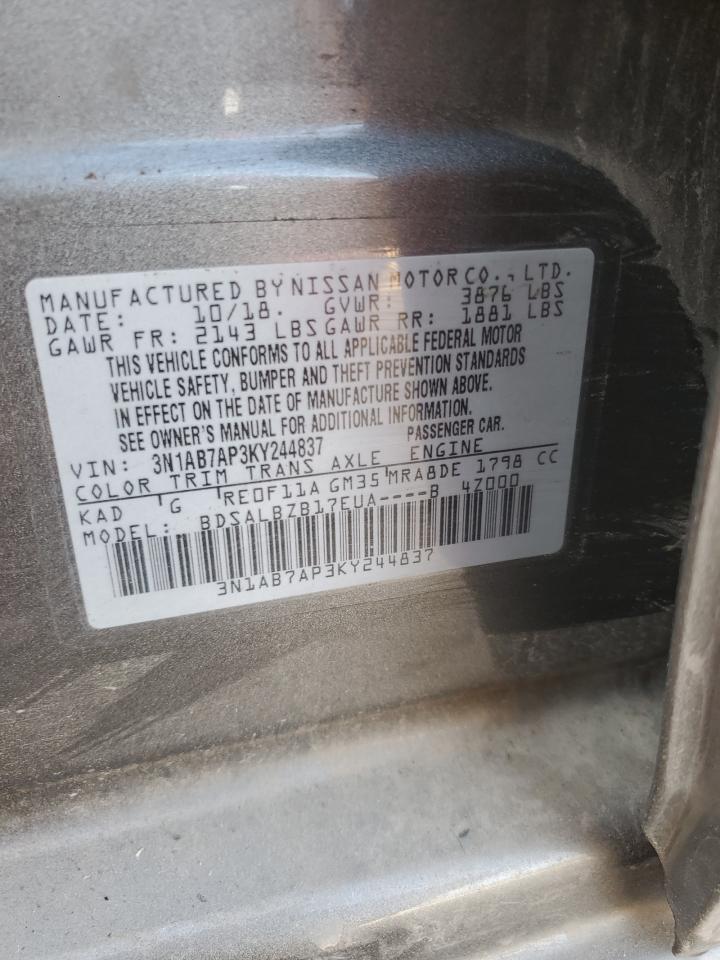 MANUFACTURED BY NISSAN MOTOR CO., LTD.
DATE: 10/18. GVWR: 3876 LBS
GAWR FR: 2143 LBS GAWR RR: 1881 LBS
THIS VEHICLE CONFORMS TO ALL APPLICABLE FEDERAL MOTOR
VEHICLE SAFETY, BUMPER AND THEFT PREVENTION STANDARDS
IN EFFECT ON THE DATE OF MANUFACTURE SHOWN ABOVE.
SEE OWNER'S MANUAL FOR ADDITIONAL INFORMATION.
VIN: 3N1AB7AP3KY244837 PASSENGER CAR.
COLOR TRIM TRANS AXLE ENGINE
KAD G RE0F11A GM35 MRA8DE 1798 CC
MODEL: BDSALBZB17EUA----B 4Z000
3N1AB7AP3KY244837